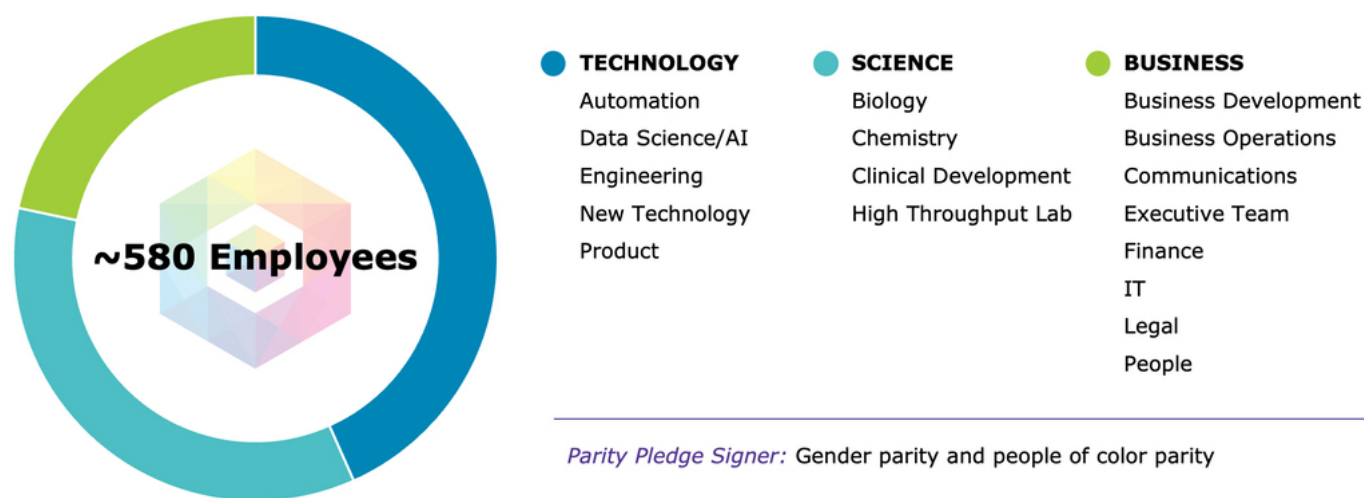 ~580 Employees
TECHNOLOGY
Automation
Data Science/AI
Engineering
New Technology
Product
SCIENCE
Biology
Chemistry
Clinical Development
High Throughput Lab
BUSINESS
Business Development
Business Operations
Communications
Executive Team
Finance
IT
Legal
People
Parity Pledge Signer: Gender parity and people of color parity